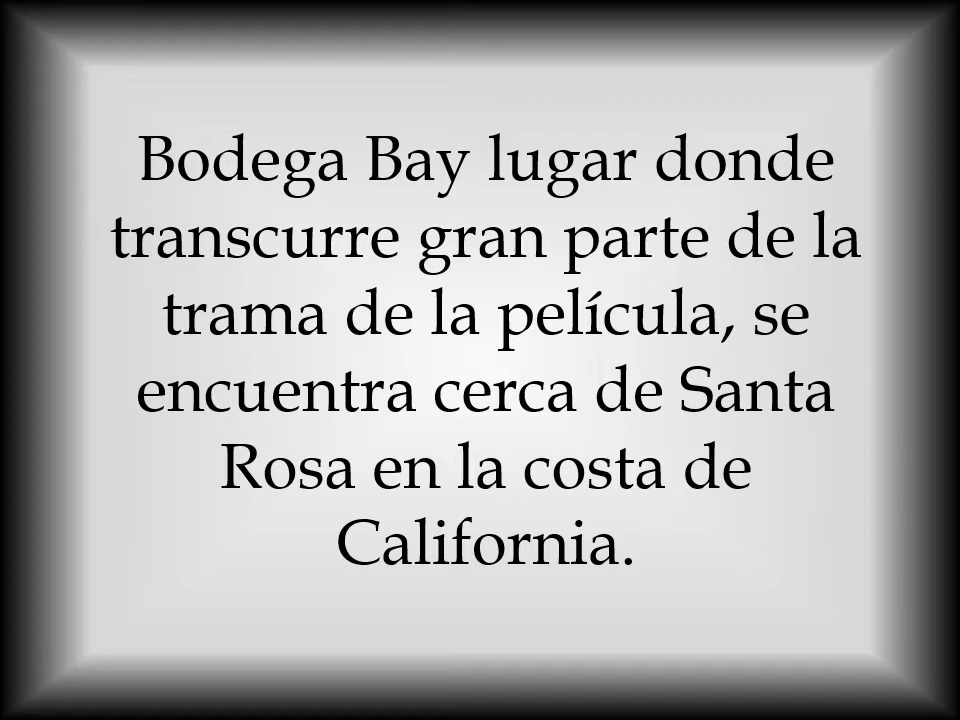 Bodega Bay lugar donde
transcurre gran parte de la
trama de la película, se
encuentra cerca de Santa
Rosa en la costa de
California.